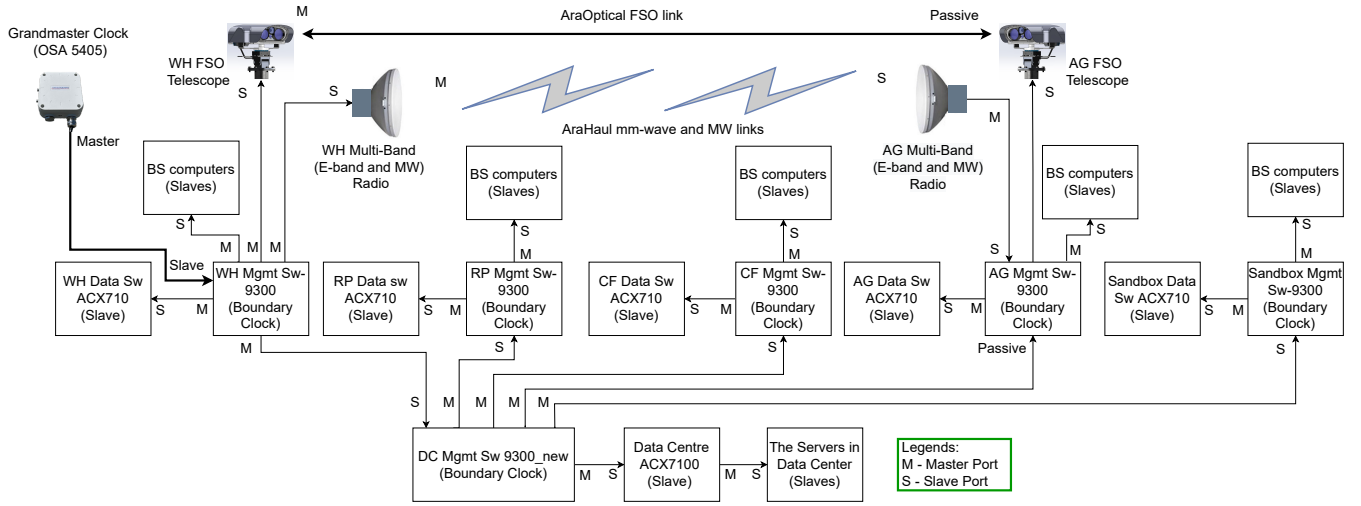 M
AraOptical FSO link
Passive
Grandmaster Clock
(OSA 5405)
WH FSO
Telescope
AG FSO
Telescope
S
S
M
S
S
M
Master
AraHaul mm-wave and MW links
WH Multi-Band
(E-band and MW)
Radio
AG Multi-Band
(E-band and MW)
Radio
BS computers
(Slaves)
BS computers
(Slaves)
BS computers
(Slaves)
BS computers
(Slaves)
BS computers
(Slaves)
S
S
S
S
S
M
M
M
M
M
S
M
M
Slave
WH Data Sw
ACX710
(Slave)
S
M
WH Mgmt Sw-
9300
(Boundary
Clock)
RP Data sw
ACX710
(Slave)
S
M
RP Mgmt Sw-
9300
(Boundary
Clock)
CF Data Sw
ACX710
(Slave)
S
M
CF Mgmt Sw-
9300
(Boundary
Clock)
AG Data Sw
ACX710
(Slave)
S
M
AG Mgmt Sw-
9300
(Boundary
Clock)
Sandbox Data
Sw ACX710
(Slave)
S
M
Sandbox Mgmt
Sw-9300
(Boundary
Clock)
M
S
S
Passive
S
S
M
M
M
M
DC Mgmt Sw 9300_new
(Boundary Clock)
M
S
Data Centre
ACX7100
(Slave)
M
S
The Servers in
Data Center
(Slaves)
Legends:
M - Master Port
S - Slave Port